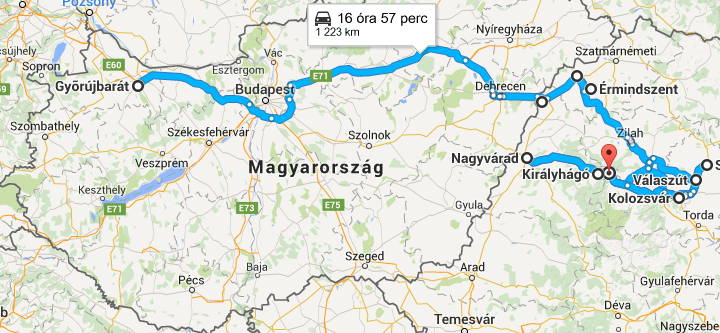 Pozsony
16 óra 57 perc
1 223 km
Nyíregyháza
Szatmárnémeti
Sopron
E60
Vác
Esztergom
E71
Győrújbarát
Budapest
Debrecen
Érmindszent
Szombathely
Székesfehérvár
Szolnok
Zilah
Veszprém
Magyarország
Nagyvárad
Királyhágó
Válaszút
S
Keszthely
Kolozsvár
Torda
E71
E73
E75
Gyula
Szeged
Baja
Arad
Pécs
Gyulafehérvár
Déva
Temesvár
Nagyszebe